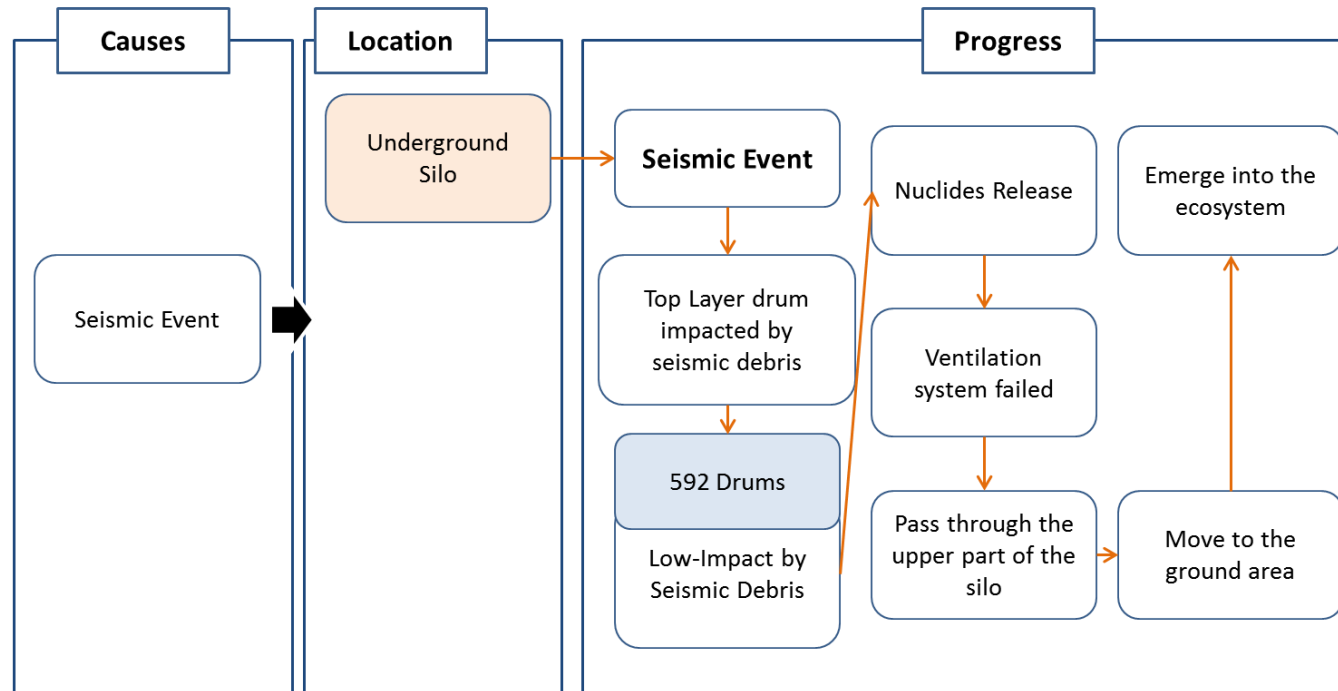 Causes
Location
Progress
Seismic Event
Underground
Silo
Seismic Event
Top Layer drum
impacted by
seismic debris
592 Drums
Low-Impact by
Seismic Debris
Nuclides Release
Ventilation
system failed
Pass through the
upper part of the
silo
Move to the
ground area
Emerge into the
ecosystem